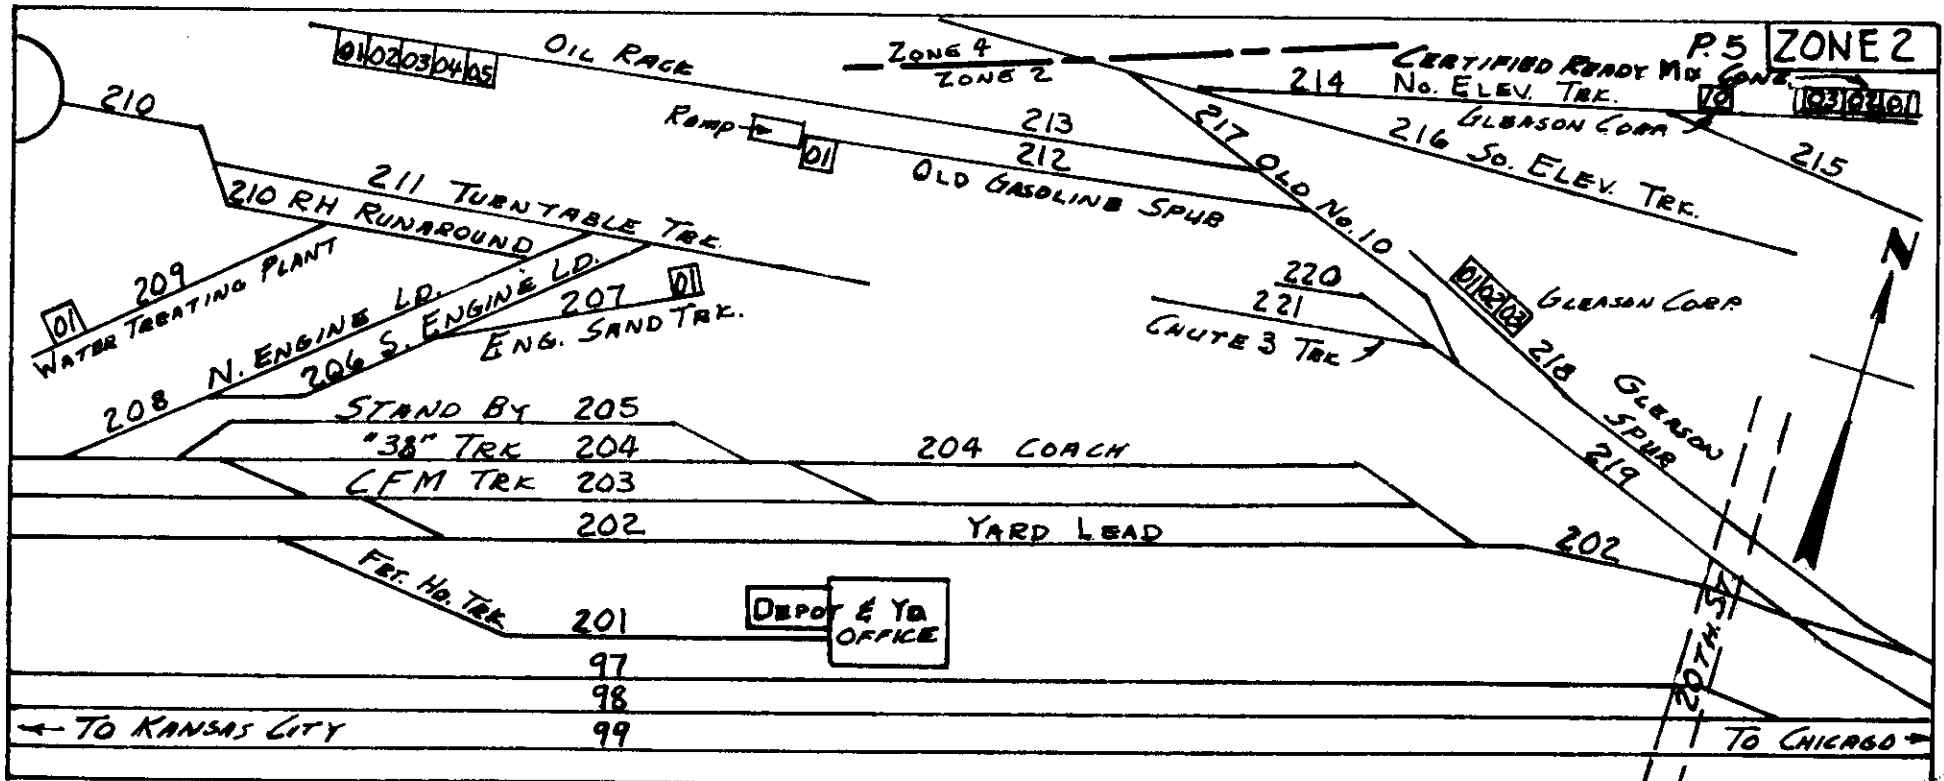 P. 5 ZONE 2
ZONE 4
ZONE 2
OIL RACK
01 02 03 04 05
CERTIFIED READY MIX CONC.
214 NO. ELEV. TRK.
10
03 02 01
GLEASON CORP.
210
213
Ramp
01
212
OLD GASOLINE SPUR
217 OLD NO. 10
216 SO. ELEV. TRK.
215
211 TURNTABLE TRK.
210 RH RUNAROUND
N
209
01
WATER TREATING PLANT
N. ENGINE LD.
206 S. ENGINE LD.
207
01
ENG. SAND TRK.
220
221
CHUTE 3 TRK
01 02 03
GLEASON CORP.
218 GLEASON SPUR
208
STAND BY 205
"38" TRK 204
204 COACH
219
CFM TRK 203
202
YARD LEAD
202
FRT. HO. TRK
201
DEPOT & YD. OFFICE
20TH. ST.
97
98
← TO KANSAS CITY
99
TO CHICAGO →